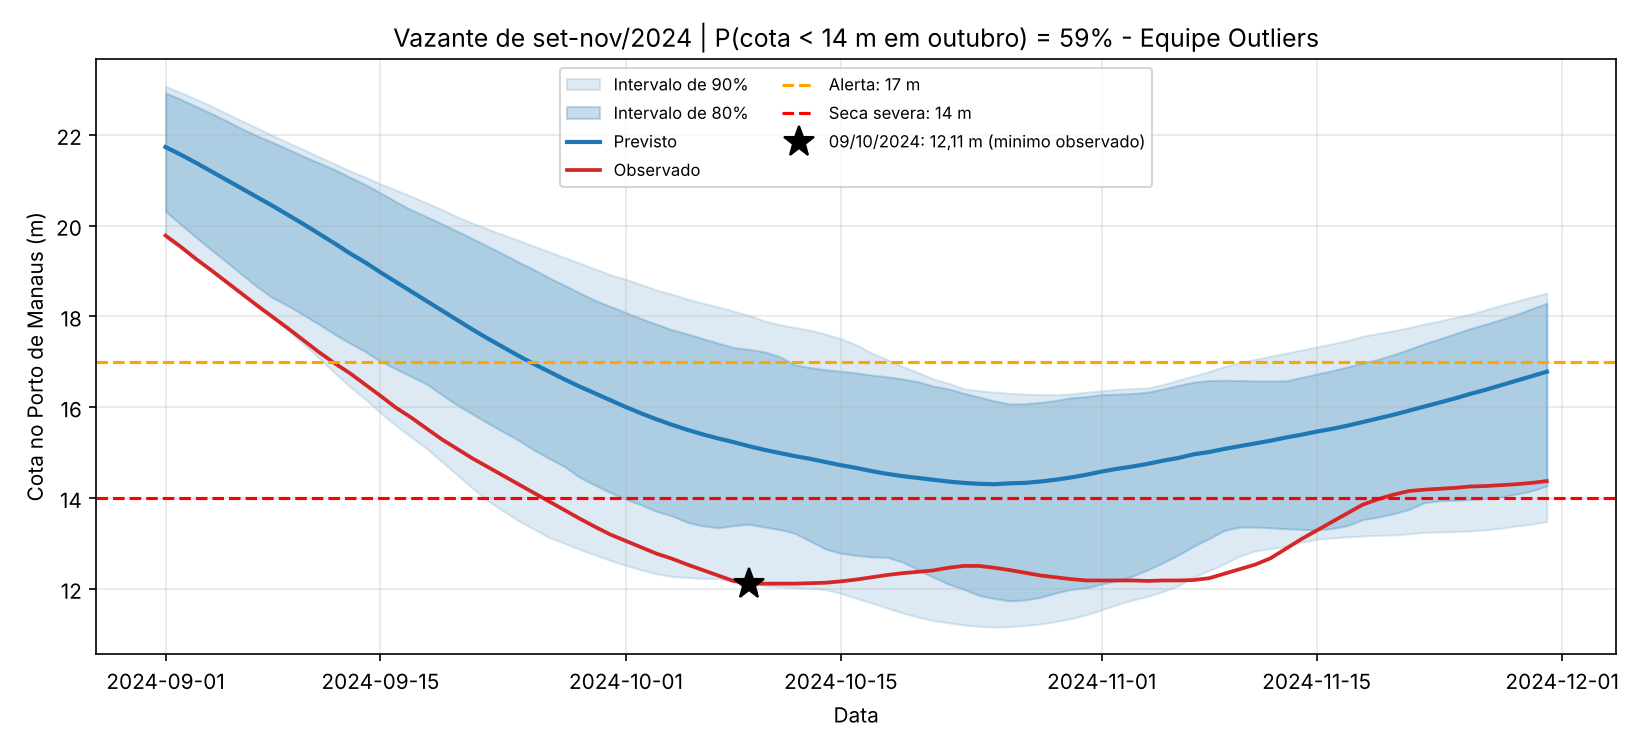 Vazante de set-nov/2024 | P(cota < 14 m em outubro) = 59% - Equipe Outliers
Intervalo de 90%
Intervalo de 80%
Previsto
Observado
Alerta: 17 m
Seca severa: 14 m
09/10/2024: 12,11 m (minimo observado)
Cota no Porto de Manaus (m)
22
20
18
16
14
12
2024-09-01
2024-09-15
2024-10-01
2024-10-15
2024-11-01
2024-11-15
2024-12-01
Data